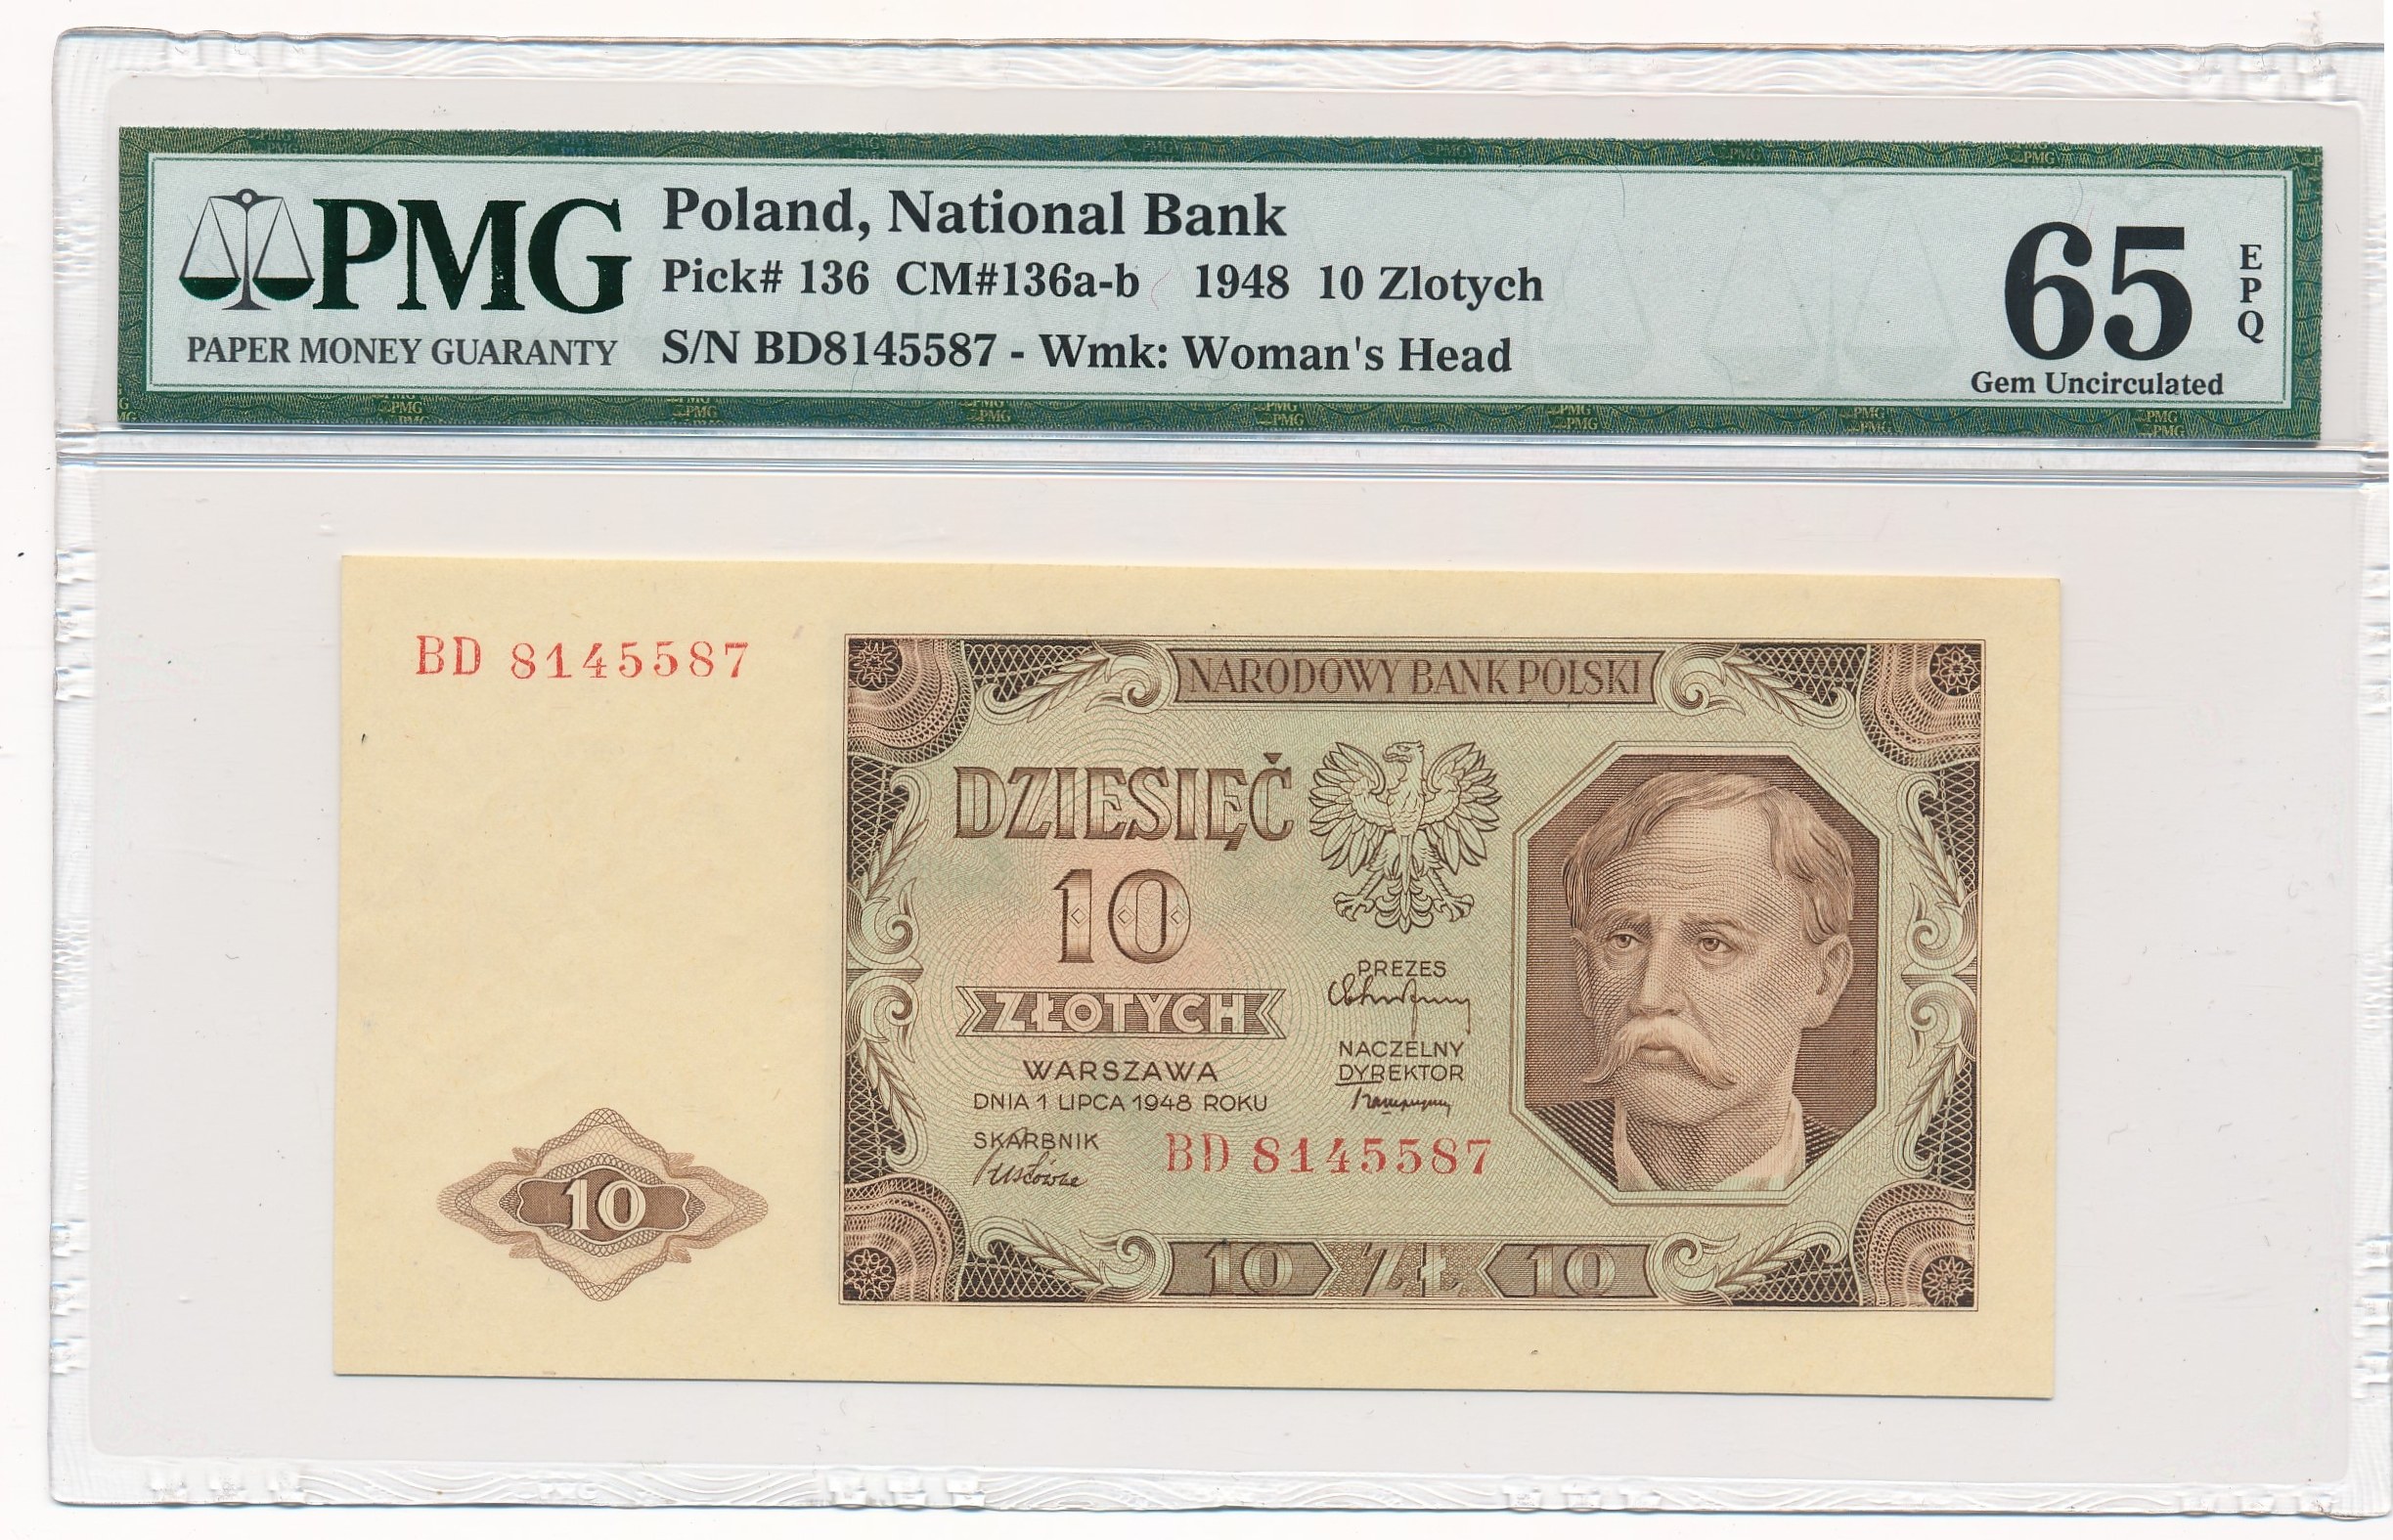 PMG
PAPER MONEY GUARANTY
Poland, National Bank
Pick# 136 CM#136a-b 1948 10 Zlotych
S/N BD8145587 - Wmk: Woman's Head
65
EPQ
Gem Uncirculated
BD 8145587
NARODOWY BANK POLSKI
DZIESIĘĆ
10
ZŁOTYCH
PREZES
NACZELNY
DYREKTOR
WARSZAWA
DNIA 1 LIPCA 1948 ROKU
SKARBNIK
BD 8145587
10
10 ZŁ 10